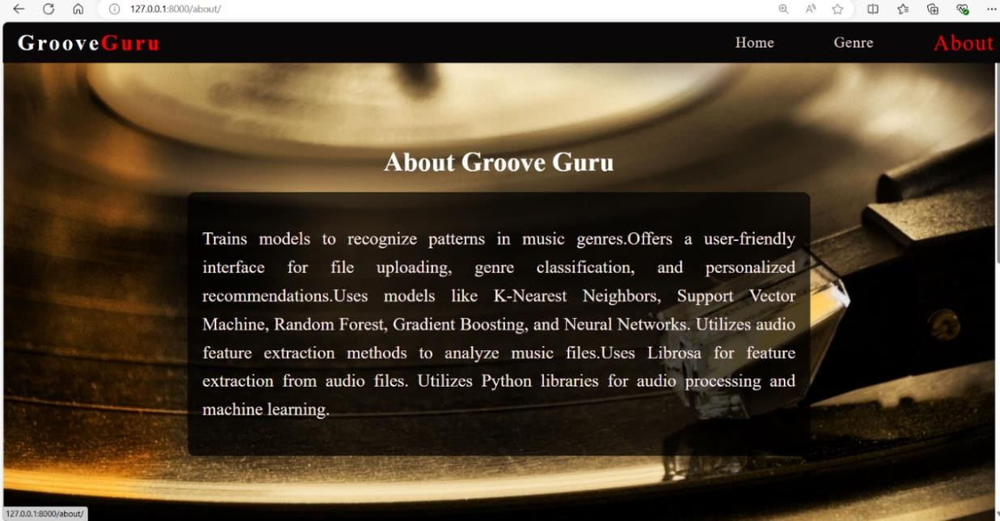 127.0.0.1:8000/about/
GrooveGuru
Home Genre About
About Groove Guru
Trains models to recognize patterns in music genres.Offers a user-friendly
interface for file uploading, genre classification, and personalized
recommendations.Uses models like K-Nearest Neighbors, Support Vector
Machine, Random Forest, Gradient Boosting, and Neural Networks. Utilizes audio
feature extraction methods to analyze music files.Uses Librosa for feature
extraction from audio files. Utilizes Python libraries for audio processing and
machine learning.
127.0.0.1:8000/about/